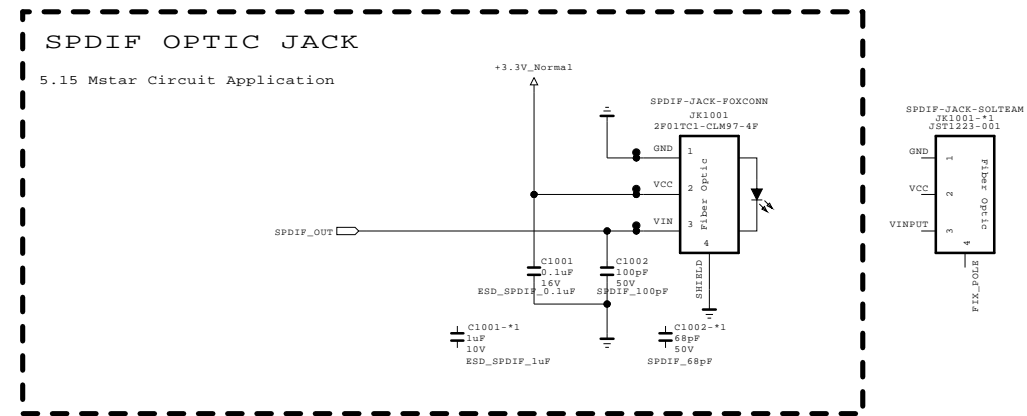 SPDIF OPTIC JACK
5.15 Mstar Circuit Application
+3.3V_Normal
SPDIF-JACK-FOXCONN
JK1001
2F01TC1-CLM97-4F
GND
1
VCC
2
VIN
3
4
Fiber Optic
SHIELD
SPDIF_OUT
C1001
0.1uF
16V
ESD_SPDIF_0.1uF
C1002
100pF
50V
SPDIF_100pF
C1001-*1
1uF
10V
ESD_SPDIF_1uF
C1002-*1
68pF
50V
SPDIF_68pF
SPDIF-JACK-SOLTEAM
JK1001-*1
JST1223-001
GND
1
VCC
2
VINPUT
3
4
Fiber Optic
FIX_POLE